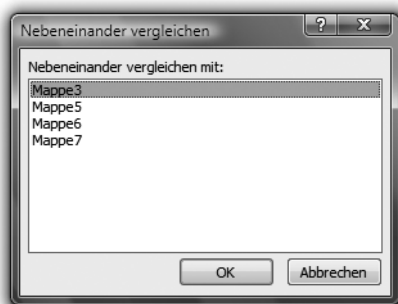 Nebeneinander vergleichen
Nebeneinander vergleichen mit:
Mappe3
Mappe5
Mappe6
Mappe7
OK
Abbrechen